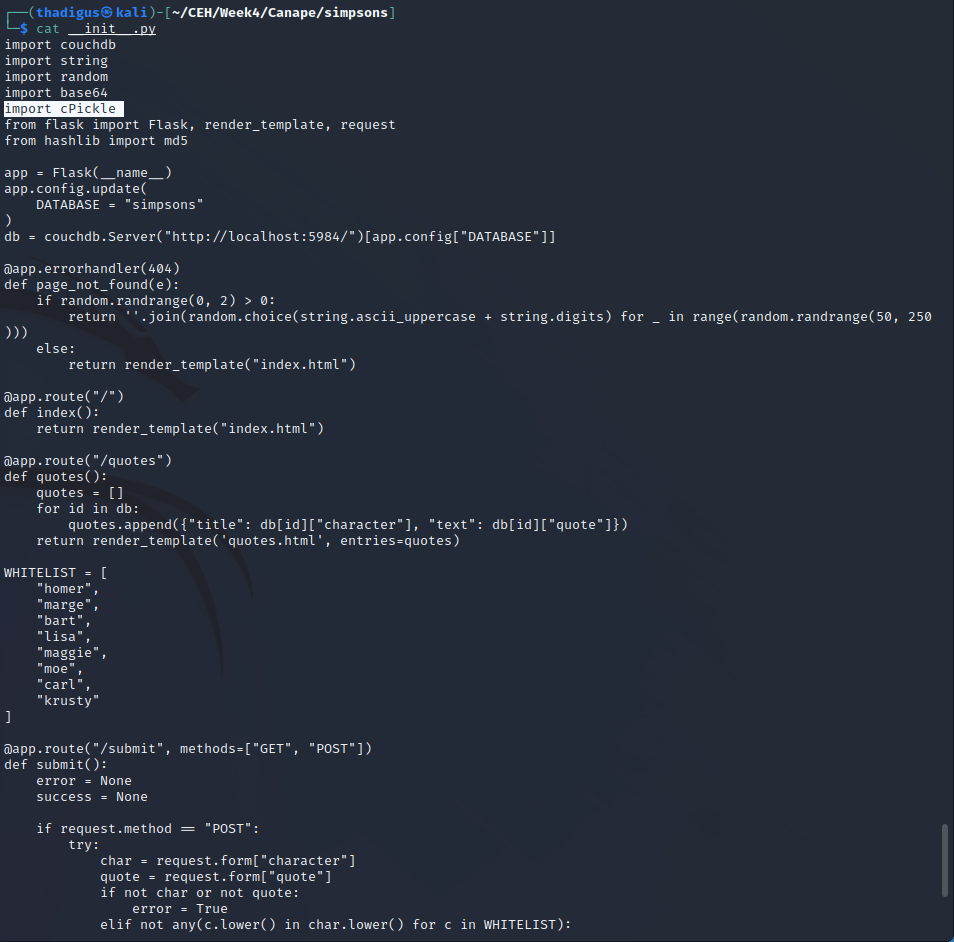 ┌──(thadigus㉿kali)-[~/CEH/Week4/Canape/simpsons]
└─$ cat __init__.py
import couchdb
import string
import random
import base64
import cPickle
from flask import Flask, render_template, request
from hashlib import md5

app = Flask(__name__)
app.config.update(
    DATABASE = "simpsons"
)
db = couchdb.Server("http://localhost:5984/")[app.config["DATABASE"]]

@app.errorhandler(404)
def page_not_found(e):
    if random.randrange(0, 2) > 0:
        return ''.join(random.choice(string.ascii_uppercase + string.digits) for _ in range(random.randrange(50, 250
)))
    else:
        return render_template("index.html")

@app.route("/")
def index():
    return render_template("index.html")

@app.route("/quotes")
def quotes():
    quotes = []
    for id in db:
        quotes.append({"title": db[id]["character"], "text": db[id]["quote"]})
    return render_template('quotes.html', entries=quotes)

WHITELIST = [
    "homer",
    "marge",
    "bart",
    "lisa",
    "maggie",
    "moe",
    "carl",
    "krusty"
]

@app.route("/submit", methods=["GET", "POST"])
def submit():
    error = None
    success = None

    if request.method == "POST":
        try:
            char = request.form["character"]
            quote = request.form["quote"]
            if not char or not quote:
                error = True
            elif not any(c.lower() in char.lower() for c in WHITELIST):